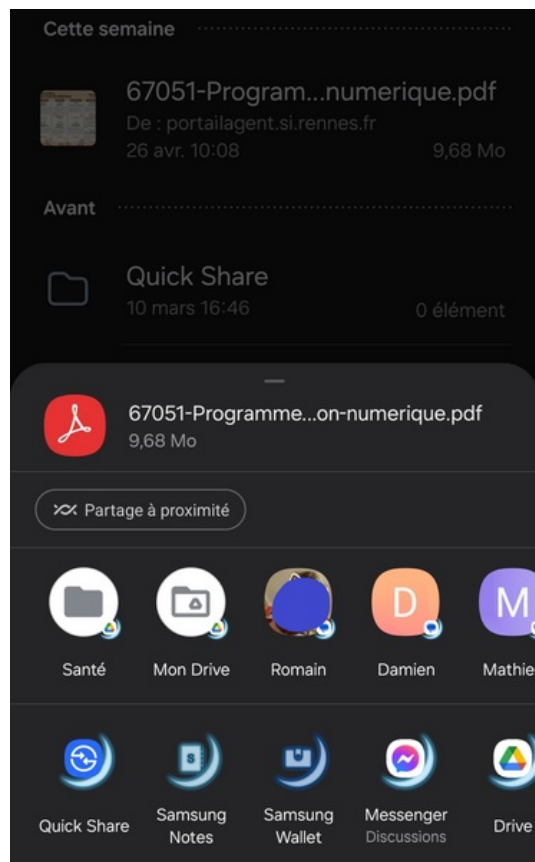 Cette semaine
67051-Program...numerique.pdf
De : portailagent.si.rennes.fr
26 avr. 10:08 9,68 Mo
Avant
Quick Share
10 mars 16:46 0 élément
67051-Programme...on-numerique.pdf
9,68 Mo
Partage à proximité
Santé Mon Drive Romain Damien Mathie
D M
Quick Share Samsung Notes Samsung Wallet Messenger Drive
Discussions